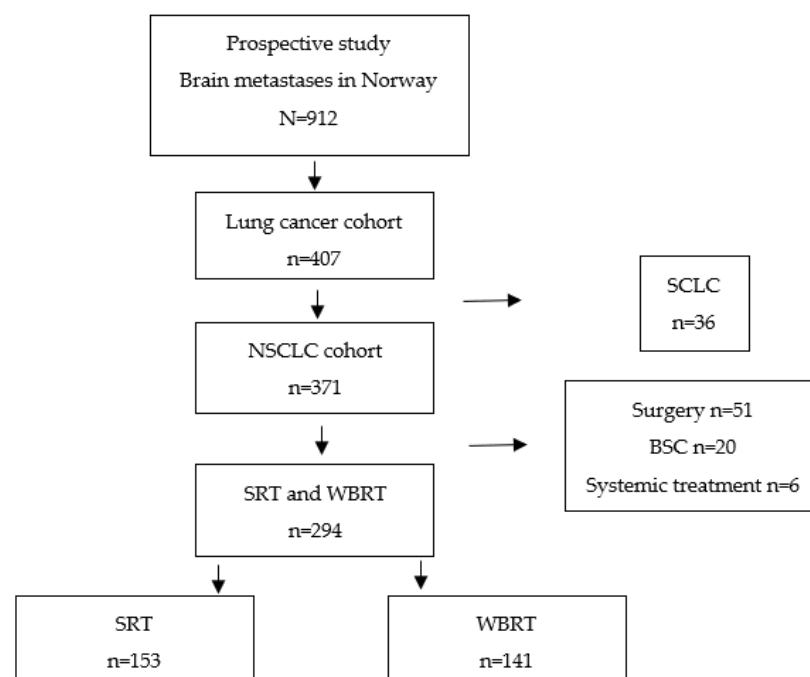 Prospective study
Brain metastases in Norway
N=912
Lung cancer cohort
n=407
SCLC
n=36
NSCLC cohort
n=371
Surgery n=51
BSC n=20
Systemic treatment n=6
SRT and WBRT
n=294
SRT
n=153
WBRT
n=141